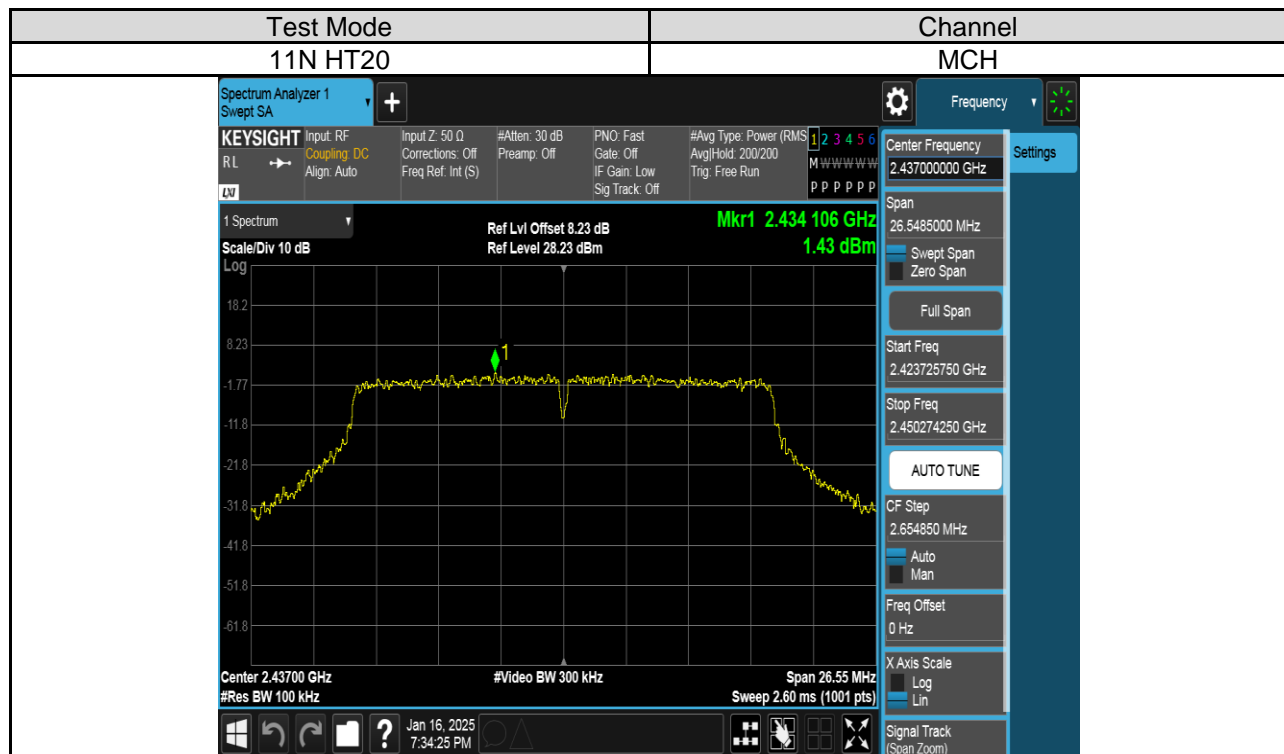 Test Mode Channel
11N HT20 MCH
Spectrum Analyzer 1
Swept SA
+
Frequency
KEYSIGHT
RL
LXI
Input: RF
Coupling: DC
Align: Auto
Input Z: 50 Ω
Corrections: Off
Freq Ref: Int (S)
#Atten: 30 dB
Preamp: Off
PNO: Fast
Gate: Off
IF Gain: Low
Sig Track: Off
#Avg Type: Power (RMS
Avg|Hold: 200/200
Trig: Free Run
1 2 3 4 5 6
M W W W W W
P P P P P P
1 Spectrum
Scale/Div 10 dB
Log
Ref Lvl Offset 8.23 dB
Ref Level 28.23 dBm
Mkr1 2.434 106 GHz
1.43 dBm
18.2
8.23
1
-1.77
-11.8
-21.8
-31.8
-41.8
-51.8
-61.8
Center 2.43700 GHz
#Res BW 100 kHz
#Video BW 300 kHz
Span 26.55 MHz
Sweep 2.60 ms (1001 pts)
?
Jan 16, 2025
7:34:25 PM
Center Frequency
2.437000000 GHz
Settings
Span
26.5485000 MHz
Swept Span
Zero Span
Full Span
Start Freq
2.423725750 GHz
Stop Freq
2.450274250 GHz
AUTO TUNE
CF Step
2.654850 MHz
Auto
Man
Freq Offset
0 Hz
X Axis Scale
Log
Lin
Signal Track
(Span Zoom)